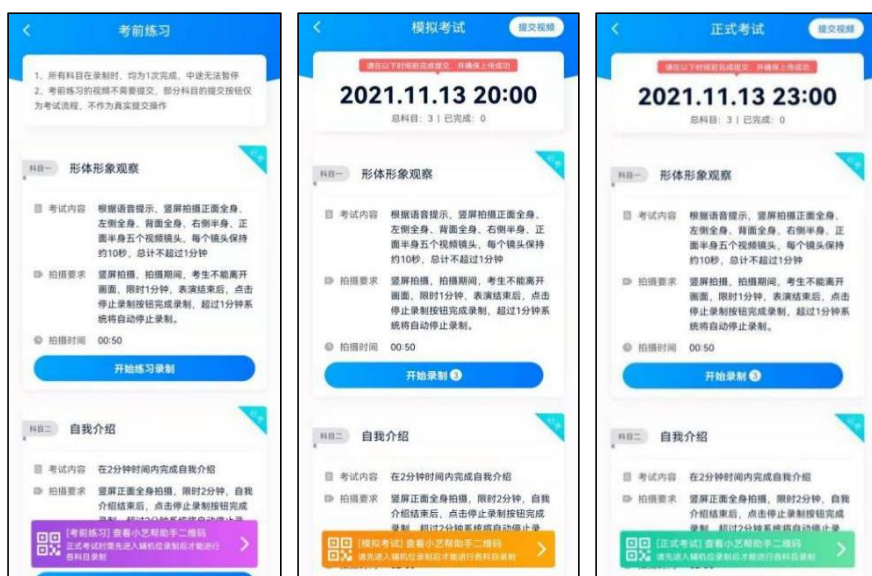 考前练习
1、所有科目在录制时，均为1次完成，中途无法暂停
2、考前练习的视频不需要提交，部分科目的提交按钮仅
为考试流程，不作为真实提交操作
科目一 形体形象观察
必考
考试内容 根据语音提示，竖屏拍摄正面全身、
左侧全身、背面全身、右侧半身、正
面半身五个视频镜头，每个镜头保持
约10秒，总计不超过1分钟
拍摄要求 竖屏拍摄，拍摄期间，考生不能离开
画面，限时1分钟，表演结束后，点击
停止录制按钮完成录制，超过1分钟系
统将自动停止录制。
拍摄时间 00:50
开始练习录制
科目二 自我介绍
考试内容 在2分钟时间内完成自我介绍
拍摄要求 竖屏正面全身拍摄，限时2分钟，自我
介绍结束后，点击停止录制按钮完成
[考前练习] 查看小艺帮助手二维码
正式考试时需先进入辅机位录制后才能进行
各科目录制
模拟考试
提交视频
请在以下时间前完成提交，并确保上传成功
2021.11.13 20:00
总科目：3 | 已完成：0
科目一 形体形象观察
考试内容 根据语音提示，竖屏拍摄正面全身、
左侧全身、背面全身、右侧半身、正
面半身五个视频镜头，每个镜头保持
约10秒，总计不超过1分钟
拍摄要求 竖屏拍摄，拍摄期间，考生不能离开
画面，限时1分钟，表演结束后，点击
停止录制按钮完成录制，超过1分钟系
统将自动停止录制。
拍摄时间 00:50
开始录制 3
科目二 自我介绍
考试内容 在2分钟时间内完成自我介绍
拍摄要求 竖屏正面全身拍摄，限时2分钟，自我
介绍结束后，点击停止录制按钮完成
录制，超过2分钟系统将自动停止录
[模拟考试] 查看小艺帮助手二维码
请先进入辅机位录制后才能进行各科目录制
正式考试
提交视频
请在以下时间前完成提交，并确保上传成功
2021.11.13 23:00
总科目：3 | 已完成：0
科目一 形体形象观察
必考
考试内容 根据语音提示，竖屏拍摄正面全身、
左侧全身、背面全身、右侧半身、正
面半身五个视频镜头，每个镜头保持
约10秒，总计不超过1分钟
拍摄要求 竖屏拍摄，拍摄期间，考生不能离开
画面，限时1分钟，表演结束后，点击
停止录制按钮完成录制，超过1分钟系
统将自动停止录制。
拍摄时间 00:50
开始录制 3
科目二 自我介绍
考试内容 在2分钟时间内完成自我介绍
拍摄要求 竖屏正面全身拍摄，限时2分钟，自我
介绍结束后，点击停止录制按钮完成
录制，超过2分钟系统将自动停止录
[正式考试] 查看小艺帮助手二维码
请先进入辅机位录制后才能进行各科目录制